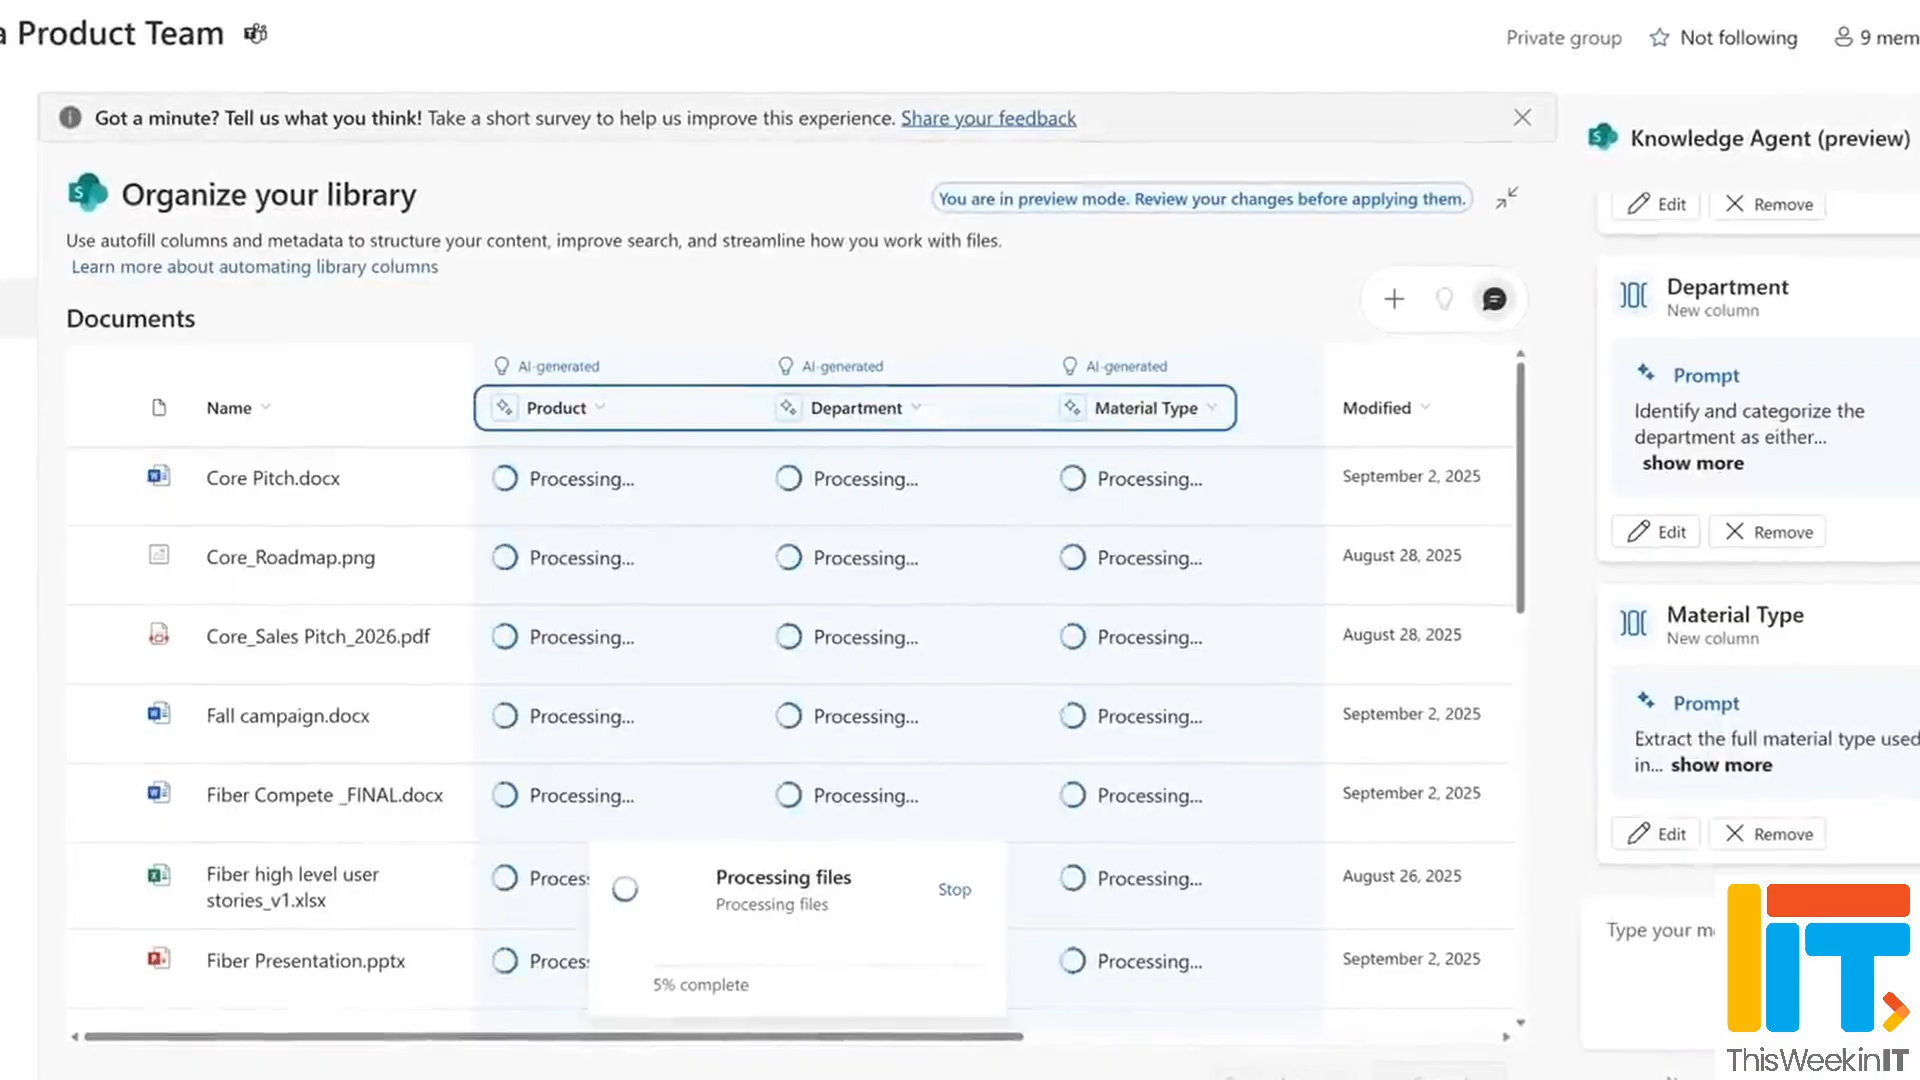 a Product Team
Private group
Not following
9 mem
Got a minute? Tell us what you think! Take a short survey to help us improve this experience. Share your feedback
Knowledge Agent (preview)
Organize your library
You are in preview mode. Review your changes before applying them.
Use autofill columns and metadata to structure your content, improve search, and streamline how you work with files.
Learn more about automating library columns
Documents
AI-generated AI-generated AI-generated
Name Product Department Material Type Modified
Core Pitch.docx Processing... Processing... Processing... September 2, 2025
Core_Roadmap.png Processing... Processing... Processing... August 28, 2025
Core_Sales Pitch_2026.pdf Processing... Processing... Processing... August 28, 2025
Fall campaign.docx Processing... Processing... Processing... September 2, 2025
Fiber Compete _FINAL.docx Processing... Processing... Processing... September 2, 2025
Fiber high level user
stories_v1.xlsx
Proces
Processing... August 26, 2025
Fiber Presentation.pptx Proces
Processing... September 2, 2025
Processing files
Processing files
Stop
5% complete
Edit Remove
Department
New column
Prompt
Identify and categorize the
department as either...
show more
Edit Remove
Material Type
New column
Prompt
Extract the full material type used
in... show more
Edit Remove
Type your m
IT
ThisWeekinIT